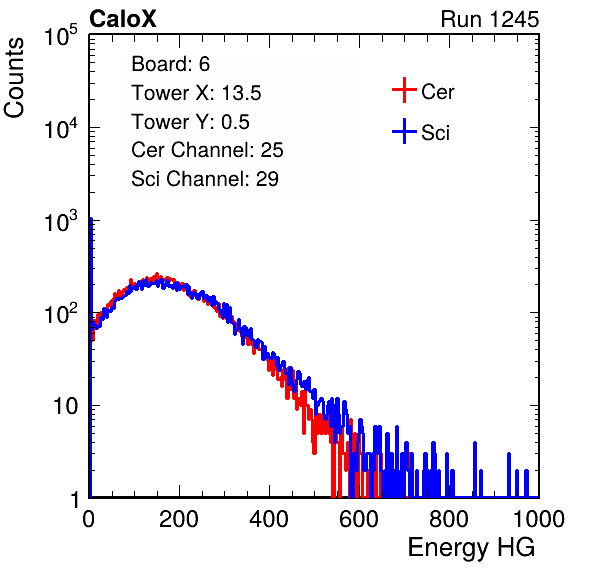 CaloX Run 1245
Counts
10^5
10^4
10^3
10^2
10
1
Board: 6
Tower X: 13.5
Tower Y: 0.5
Cer Channel: 25
Sci Channel: 29
Cer
Sci
0 200 400 600 800 1000
Energy HG